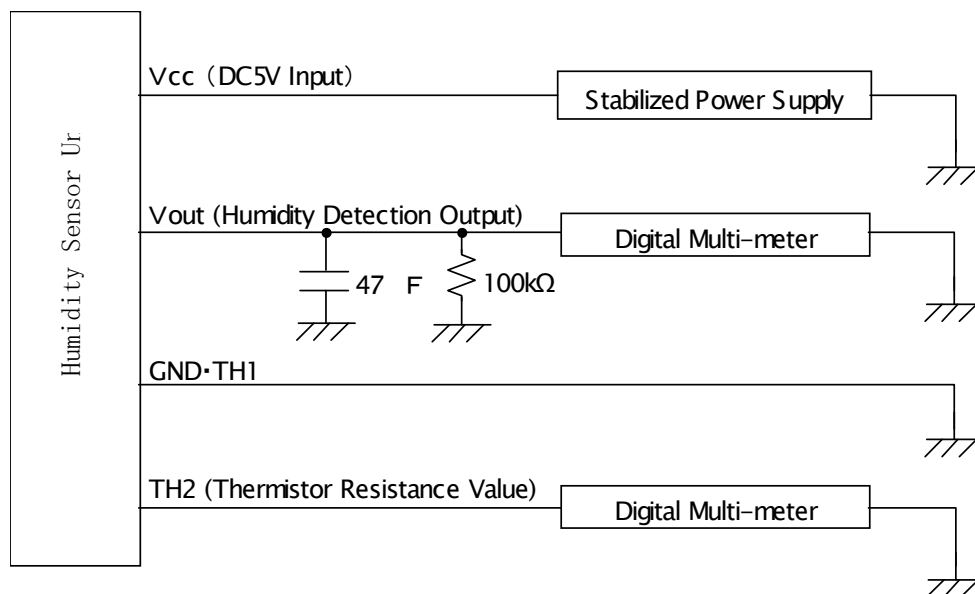 Humidity Sensor Ur
Vcc (DC5V Input)
Stabilized Power Supply
Vout (Humidity Detection Output)
Digital Multi-meter
47 F
100kΩ
GND･TH1
TH2 (Thermistor Resistance Value)
Digital Multi-meter